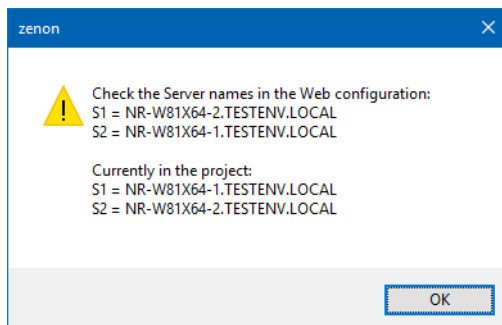 zenon
Check the Server names in the Web configuration:
S1 = NR-W81X64-2.TESTENV.LOCAL
S2 = NR-W81X64-1.TESTENV.LOCAL
Currently in the project:
S1 = NR-W81X64-1.TESTENV.LOCAL
S2 = NR-W81X64-2.TESTENV.LOCAL
OK